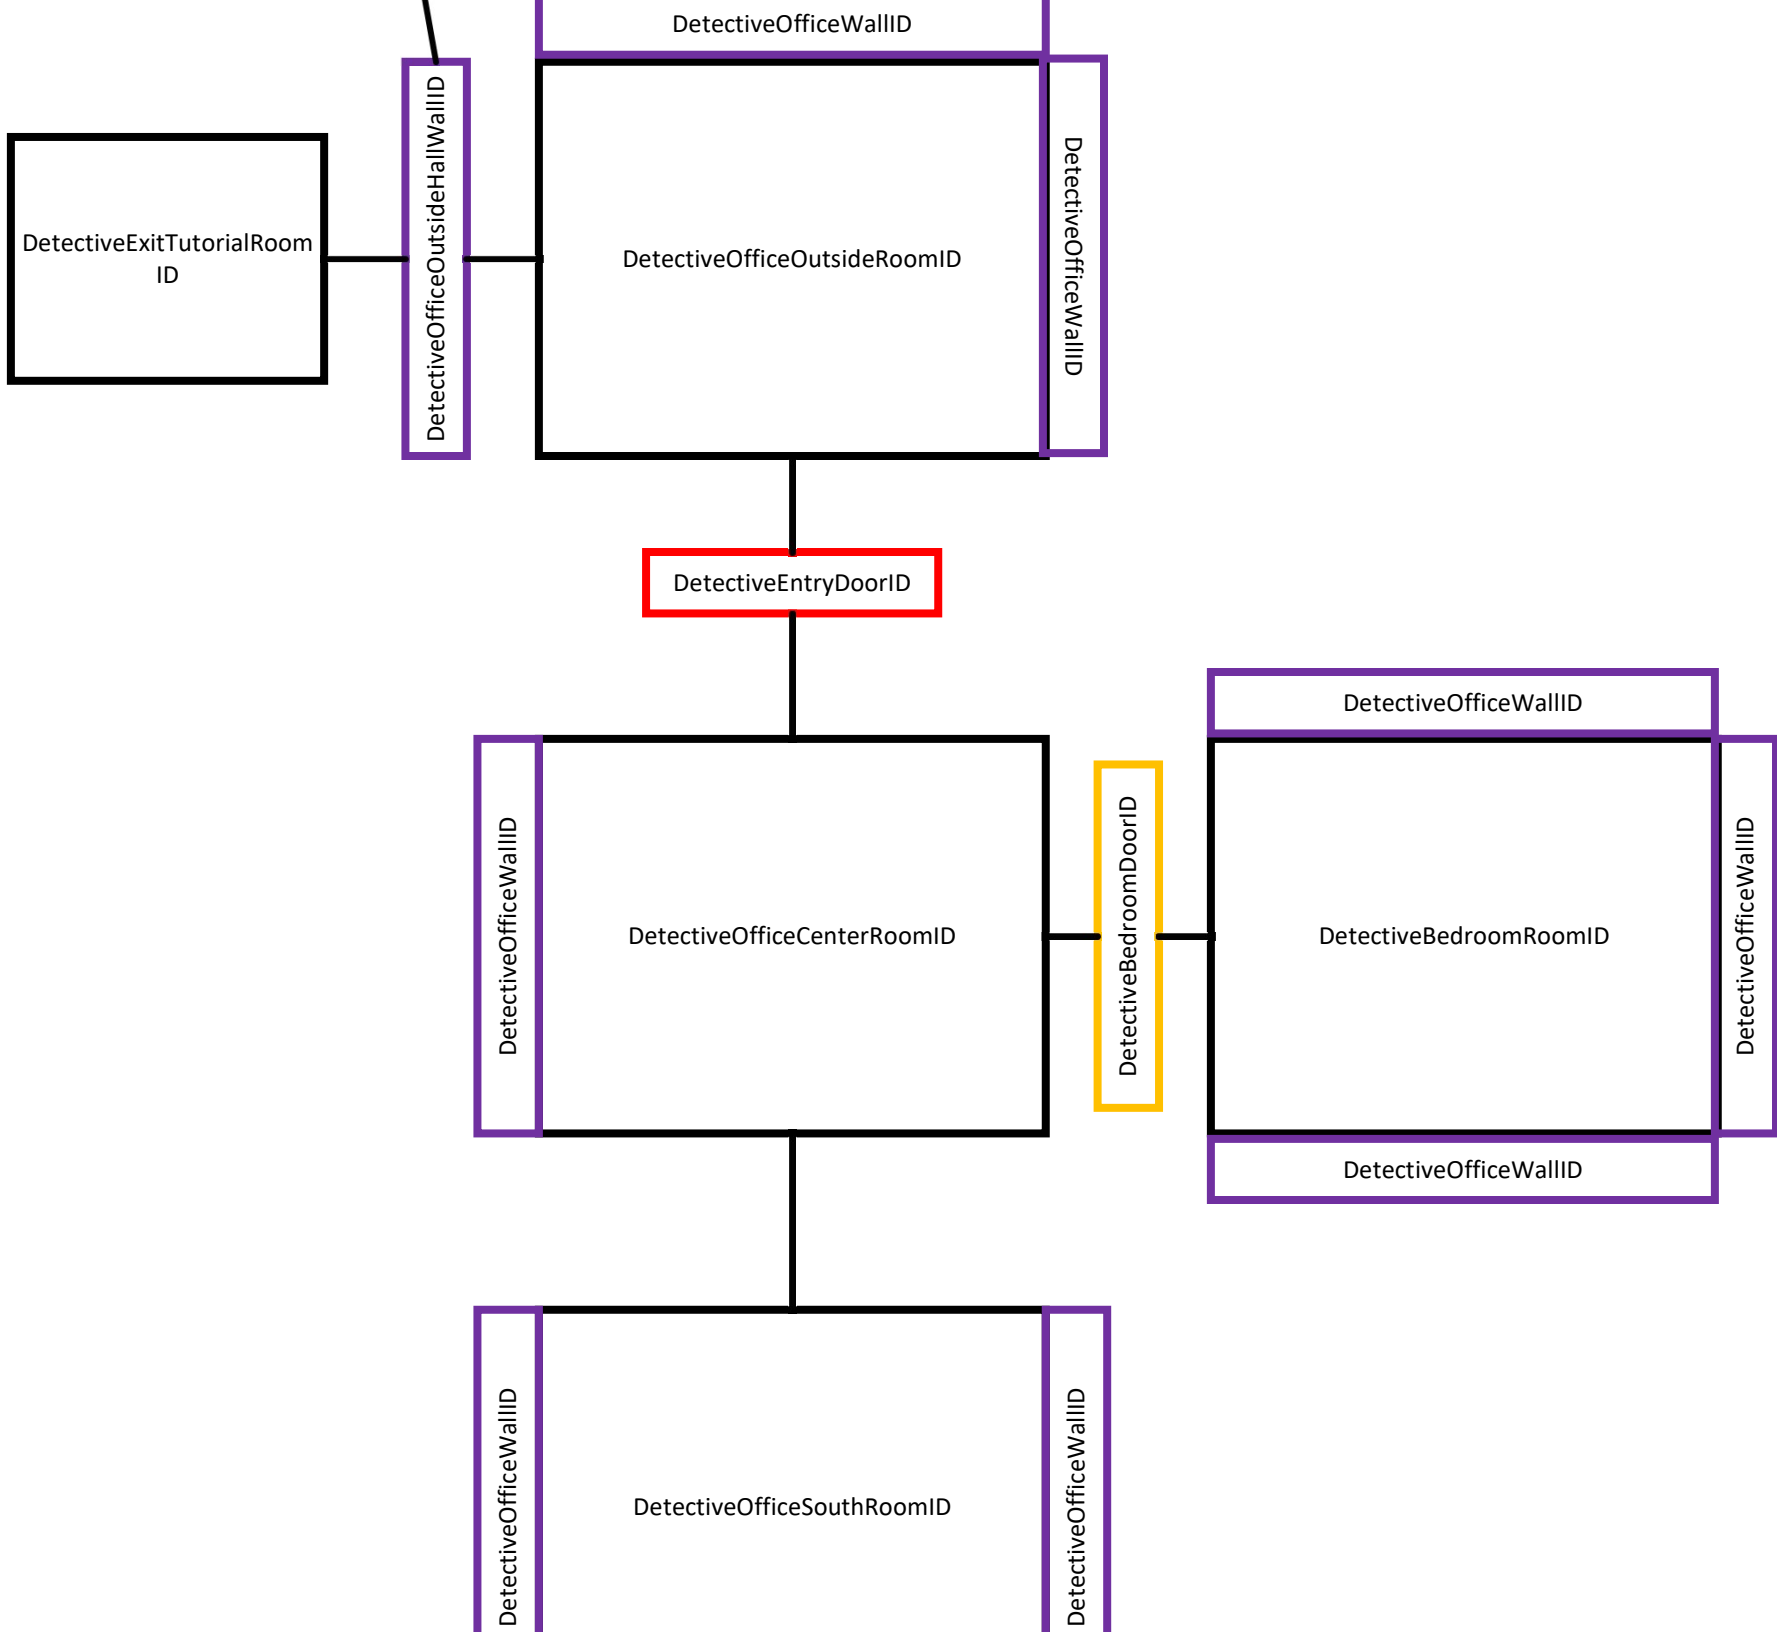 DetectiveOfficeWallID
DetectiveOfficeOutsideHallWallID
DetectiveExitTutorialRoom
ID
DetectiveOfficeOutsideRoomID
DetectiveOfficeWallID
DetectiveEntryDoorID
DetectiveOfficeWallID
DetectiveOfficeWallID
DetectiveOfficeCenterRoomID
DetectiveBedroomDoorID
DetectiveBedroomRoomID
DetectiveOfficeWallID
DetectiveOfficeWallID
DetectiveOfficeWallID
DetectiveOfficeSouthRoomID
DetectiveOfficeWallID